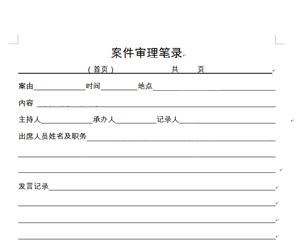 案件审理笔录
（首页） 共 页
案由 时间 地点
内容
主持人 承办人 记录人
出席人员姓名及职务
发言记录